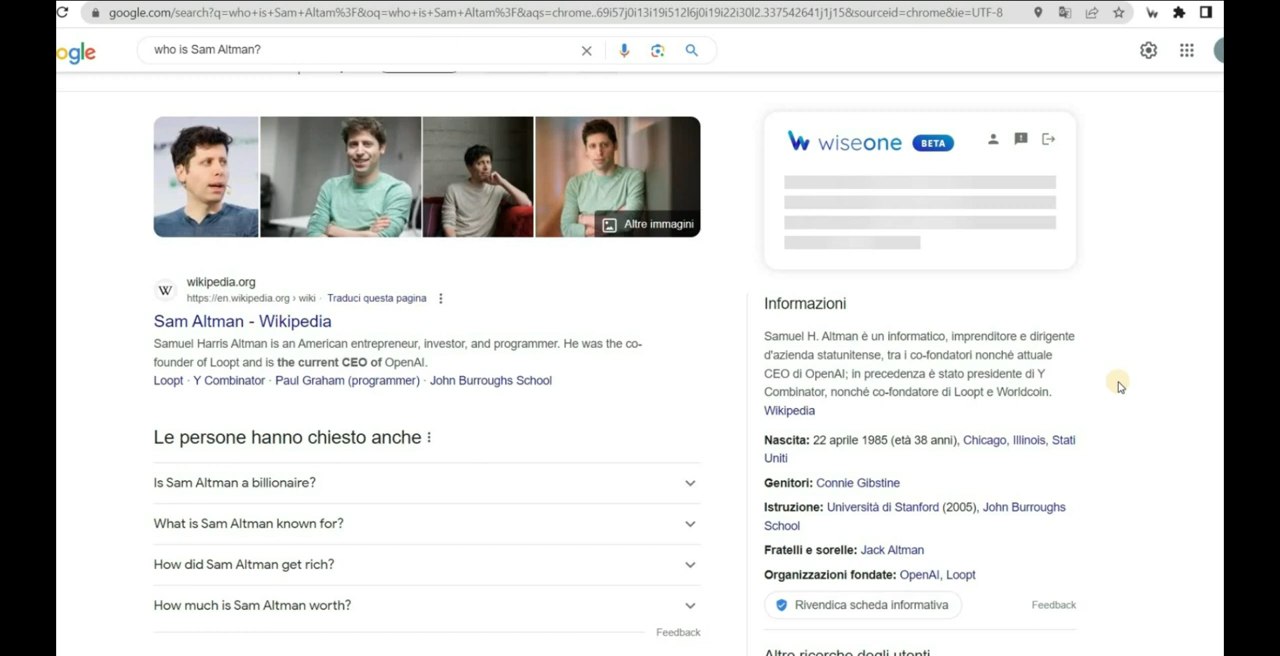 google.com/search?q=who+is+Sam+Altam%3F&oq=who+is+Sam+Altam%3F&aqs=chrome..69i57j0i13i19i512l6j0i19i22i30l2.337542641j1j15&sourceid=chrome&ie=UTF-8
ogle
who is Sam Altman?
Altre immagini
wiseone BETA
W
wikipedia.org
https://en.wikipedia.org › wiki · Traduci questa pagina
Sam Altman - Wikipedia
Samuel Harris Altman is an American entrepreneur, investor, and programmer. He was the co-
founder of Loopt and is the current CEO of OpenAI.
Loopt · Y Combinator · Paul Graham (programmer) · John Burroughs School
Le persone hanno chiesto anche
Is Sam Altman a billionaire?
What is Sam Altman known for?
How did Sam Altman get rich?
How much is Sam Altman worth?
Feedback
Informazioni
Samuel H. Altman è un informatico, imprenditore e dirigente
d'azienda statunitense, tra i co-fondatori nonché attuale
CEO di OpenAI; in precedenza è stato presidente di Y
Combinator, nonché co-fondatore di Loopt e Worldcoin.
Wikipedia
Nascita: 22 aprile 1985 (età 38 anni), Chicago, Illinois, Stati
Uniti
Genitori: Connie Gibstine
Istruzione: Università di Stanford (2005), John Burroughs
School
Fratelli e sorelle: Jack Altman
Organizzazioni fondate: OpenAI, Loopt
Rivendica scheda informativa
Feedback
Altre ricerche degli utenti